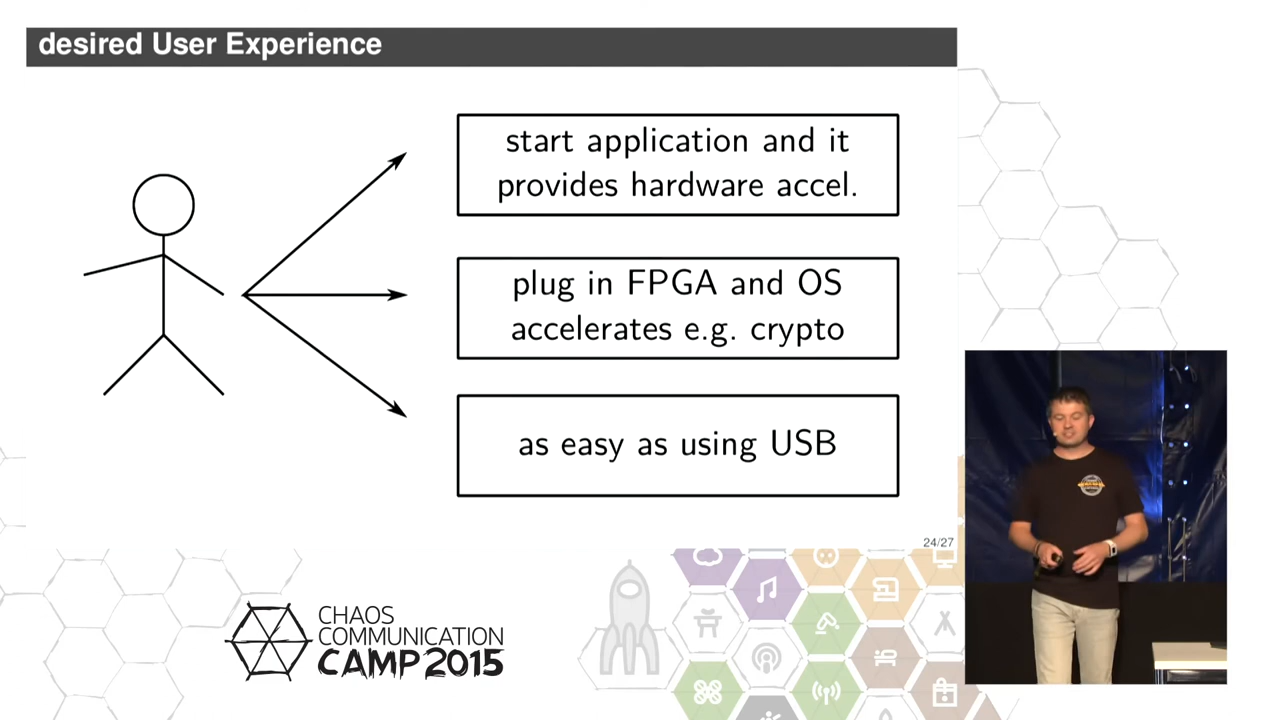 desired User Experience
start application and it
provides hardware accel.
plug in FPGA and OS
accelerates e.g. crypto
as easy as using USB
24/27
CHAOS
COMMUNICATION
CAMP 2015